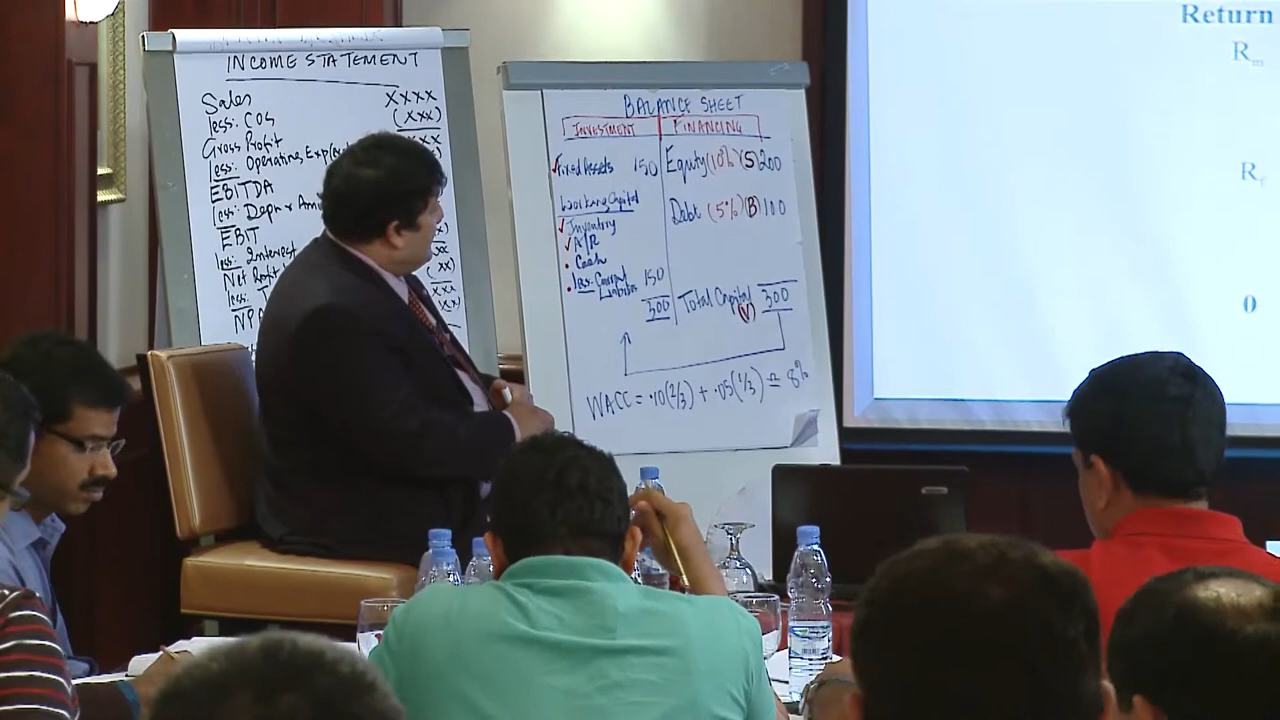 INCOME STATEMENT
Sales XXXX
less: COS (XXX)
Gross Profit XXX
less: Operating Exp
EBITDA
less: Depr &
EBIT
less: Interest
Net Profit
(XX)
less:
XXX
XX)
NPA
BALANCE SHEET
INVESTMENT FINANCING
Fixed Assets 150 Equity (10%) (S) 200
Working Capital Debt (5%) (B) 100
Inventory
A/R
Cash
less: Current 150
300 Total Capital 300
(V)
WACC = .10(2/3) + .05(1/3) ≅ 8%
Return
Rm
Rf
0